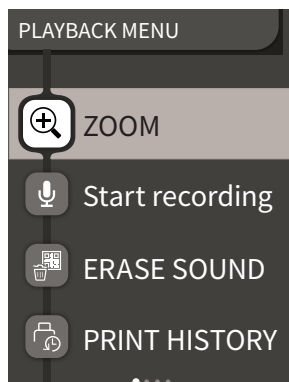 PLAYBACK MENU
ZOOM
Start recording
ERASE SOUND
PRINT HISTORY